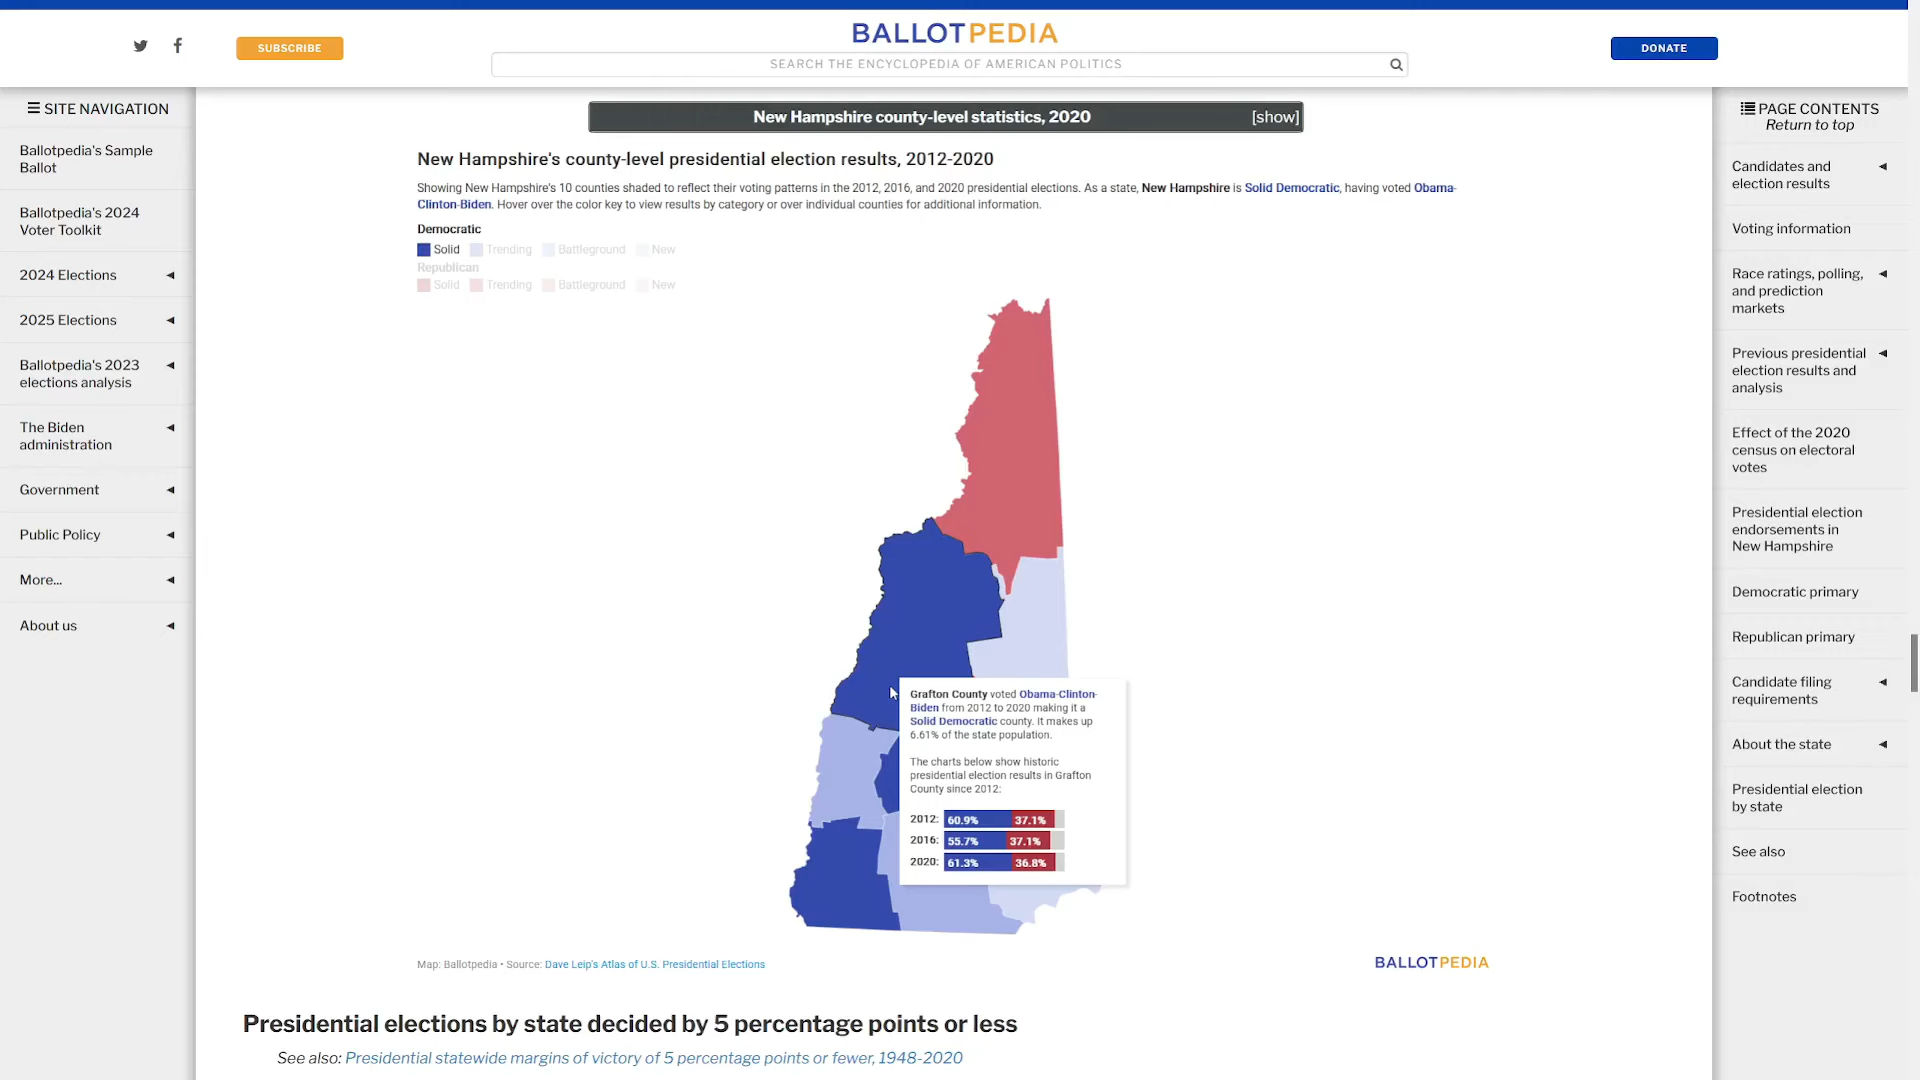 BALLOTPEDIA
SUBSCRIBE
SEARCH THE ENCYCLOPEDIA OF AMERICAN POLITICS
DONATE
SITE NAVIGATION
Ballotpedia's Sample
Ballot
Ballotpedia's 2024
Voter Toolkit
2024 Elections
2025 Elections
Ballotpedia's 2023
elections analysis
The Biden
administration
Government
Public Policy
More...
About us
New Hampshire county-level statistics, 2020 [show]
New Hampshire's county-level presidential election results, 2012-2020
Showing New Hampshire's 10 counties shaded to reflect their voting patterns in the 2012, 2016, and 2020 presidential elections. As a state, New Hampshire is Solid Democratic, having voted Obama-
Clinton-Biden. Hover over the color key to view results by category or over individual counties for additional information.
Democratic
Solid Trending Battleground New
Republican
Solid Trending Battleground New
Grafton County voted Obama-Clinton-
Biden from 2012 to 2020 making it a
Solid Democratic county. It makes up
6.61% of the state population.
The charts below show historic
presidential election results in Grafton
County since 2012:
2012: 60.9% 37.1%
2016: 55.7% 37.1%
2020: 61.3% 36.8%
Map: Ballotpedia • Source: Dave Leip's Atlas of U.S. Presidential Elections
BALLOTPEDIA
Presidential elections by state decided by 5 percentage points or less
See also: Presidential statewide margins of victory of 5 percentage points or fewer, 1948-2020
PAGE CONTENTS
Return to top
Candidates and
election results
Voting information
Race ratings, polling,
and prediction
markets
Previous presidential
election results and
analysis
Effect of the 2020
census on electoral
votes
Presidential election
endorsements in
New Hampshire
Democratic primary
Republican primary
Candidate filing
requirements
About the state
Presidential election
by state
See also
Footnotes